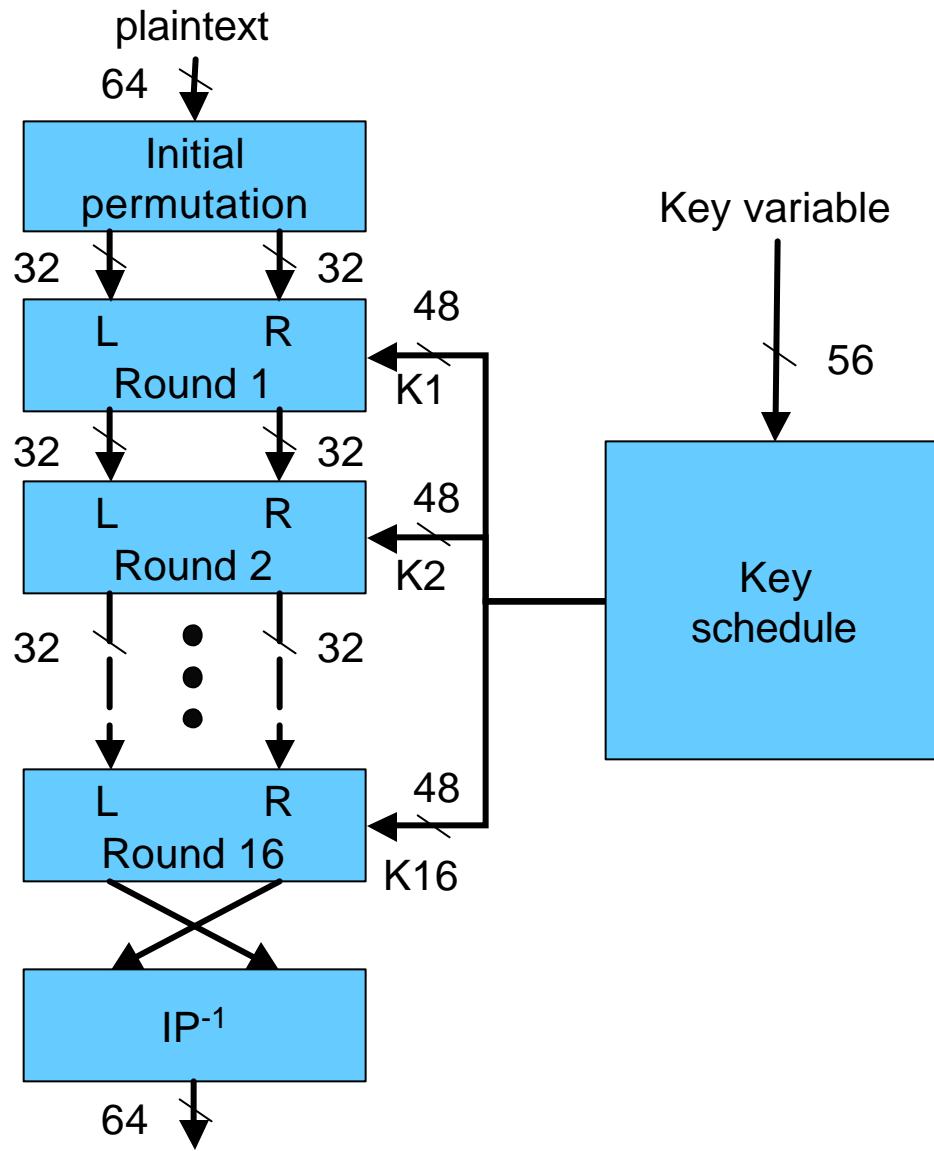 plaintext
64
Initial
permutation
Key variable
32 32
48
L R
56
Round 1
K1
32 32
48
L R
Round 2
K2
Key
schedule
32 32
48
L R
Round 16
K16
IP⁻¹
64